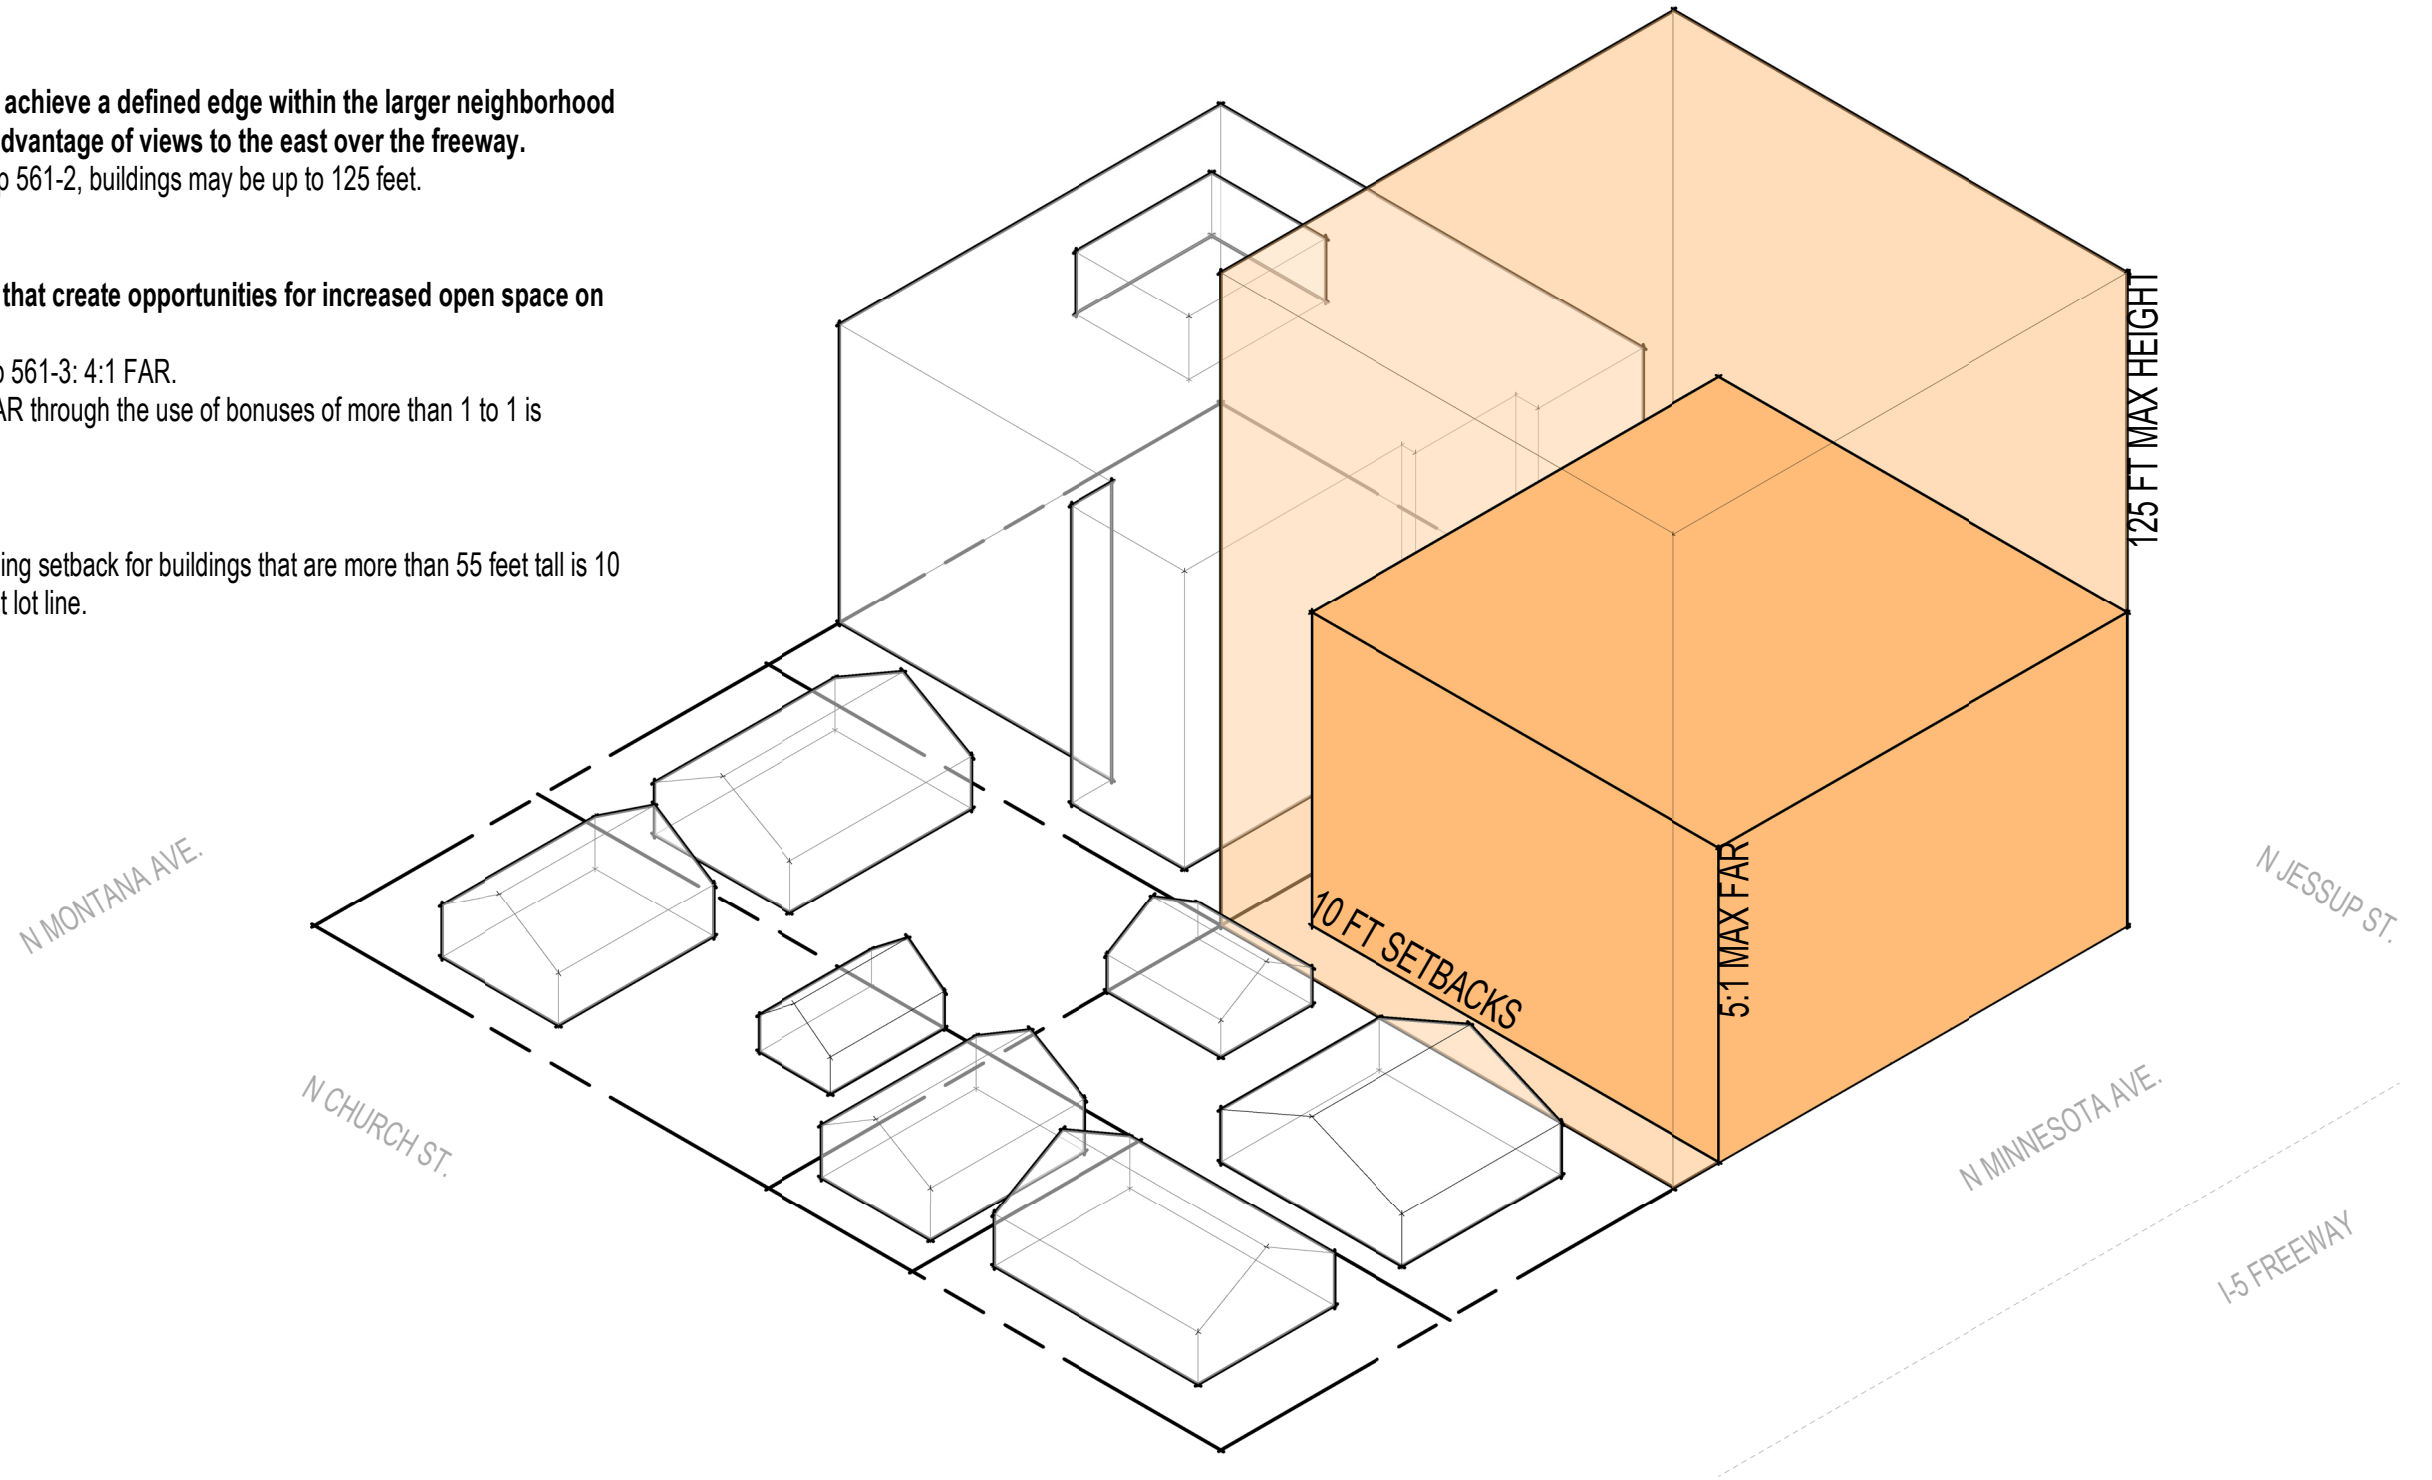 achieve a defined edge within the larger neighborhood
dvantage of views to the east over the freeway.
p 561-2, buildings may be up to 125 feet.
that create opportunities for increased open space on
p 561-3: 4:1 FAR.
AR through the use of bonuses of more than 1 to 1 is
ing setback for buildings that are more than 55 feet tall is 10
t lot line.
125 FT MAX HEIGHT
5:1 MAX FAR
10 FT SETBACKS
N MONTANA AVE.
N CHURCH ST.
N JESSUP ST.
N MINNESOTA AVE.
I-5 FREEWAY